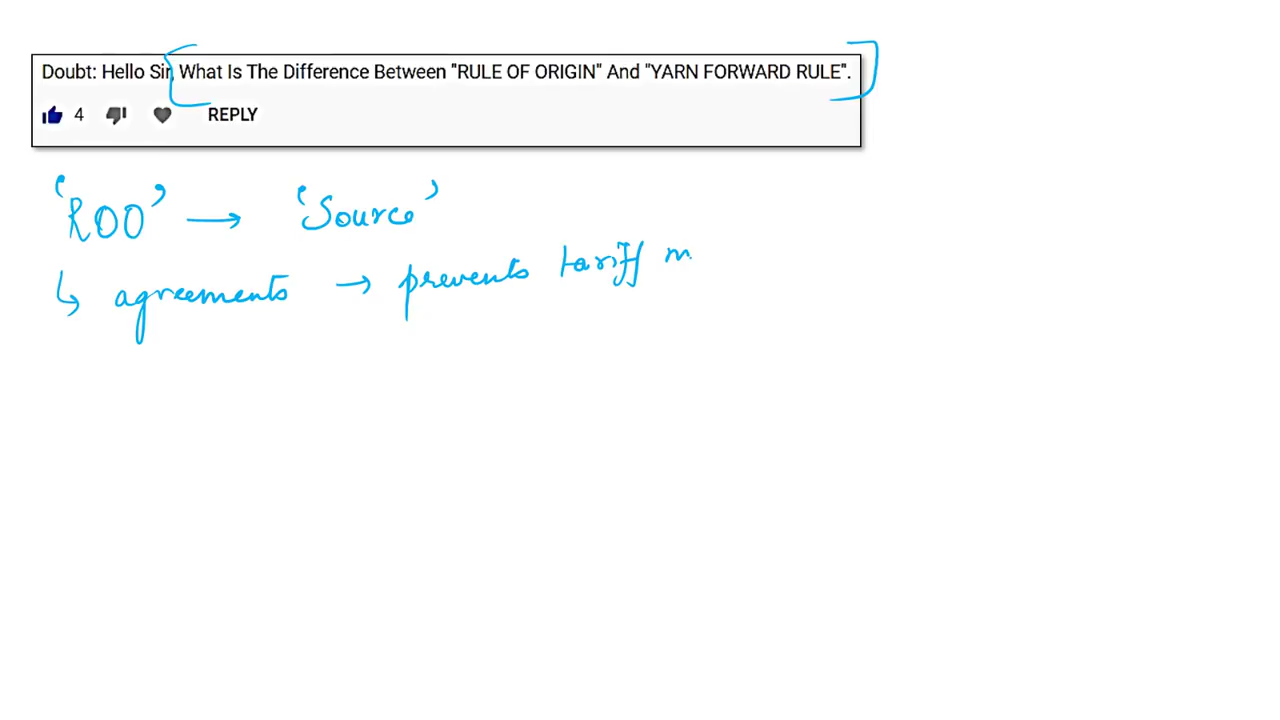 Doubt: Hello Sir, What Is The Difference Between "RULE OF ORIGIN" And "YARN FORWARD RULE".
4 REPLY
'ROO' → 'Source'
↳ agreements → prevents tariff m